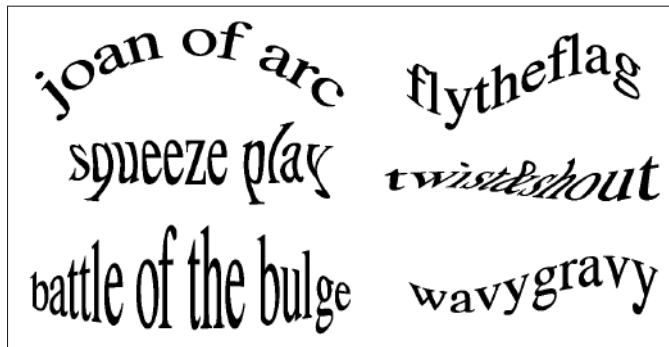 joan of arc
squeeze play
battle of the bulge
flytheflag
twist&shout
wavygravy